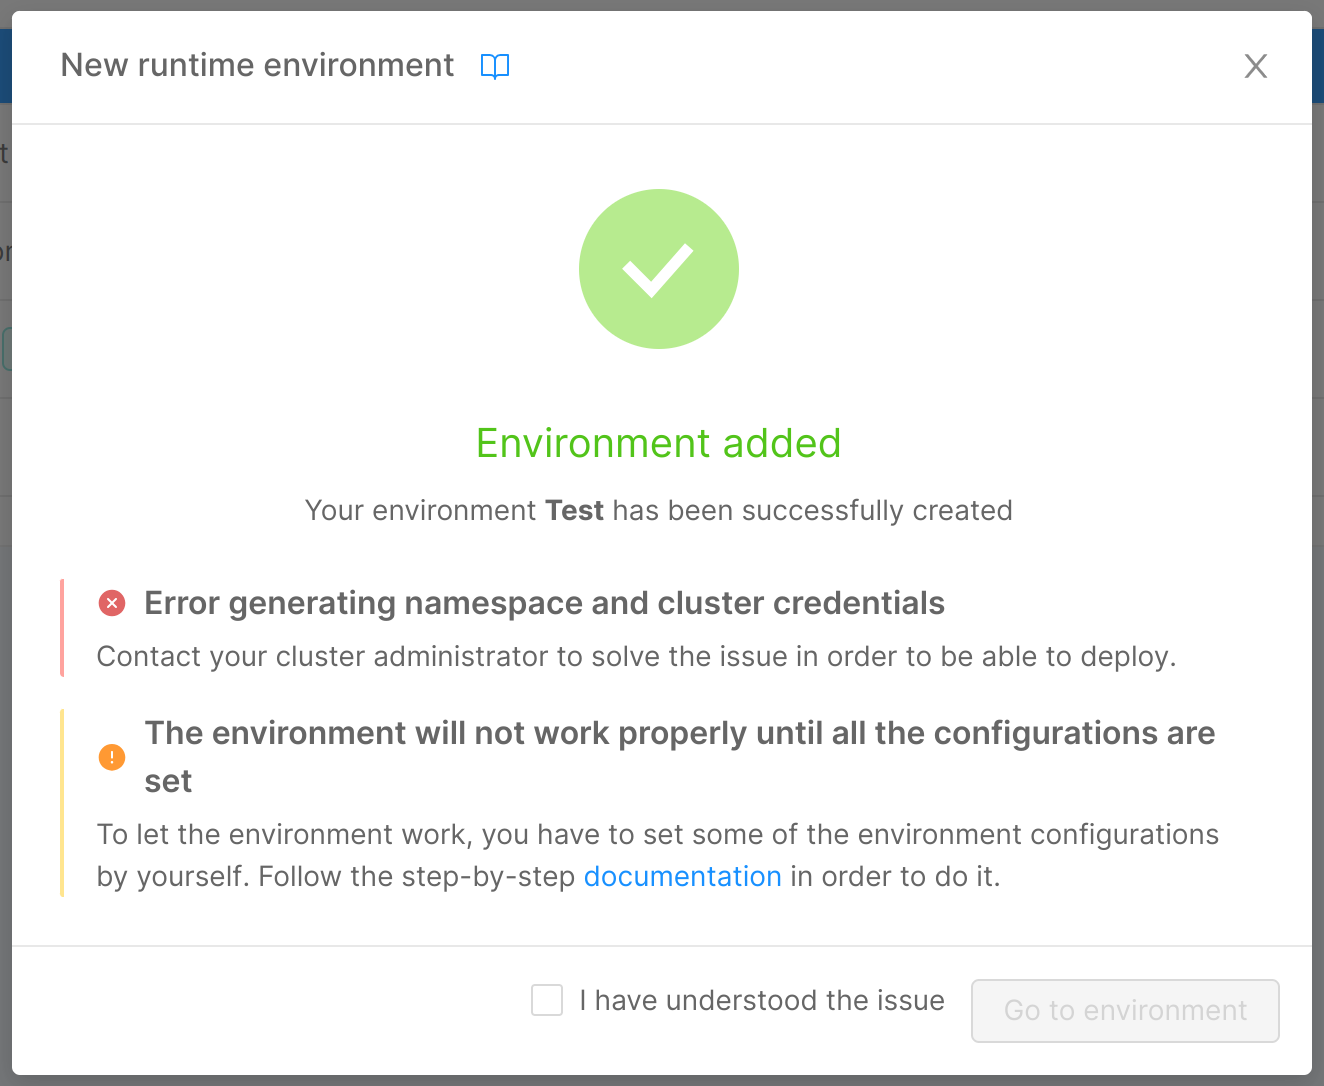 New runtime environment
Environment added
Your environment Test has been successfully created
Error generating namespace and cluster credentials
Contact your cluster administrator to solve the issue in order to be able to deploy.
The environment will not work properly until all the configurations are
set
To let the environment work, you have to set some of the environment configurations
by yourself. Follow the step-by-step documentation in order to do it.
I have understood the issue
Go to environment